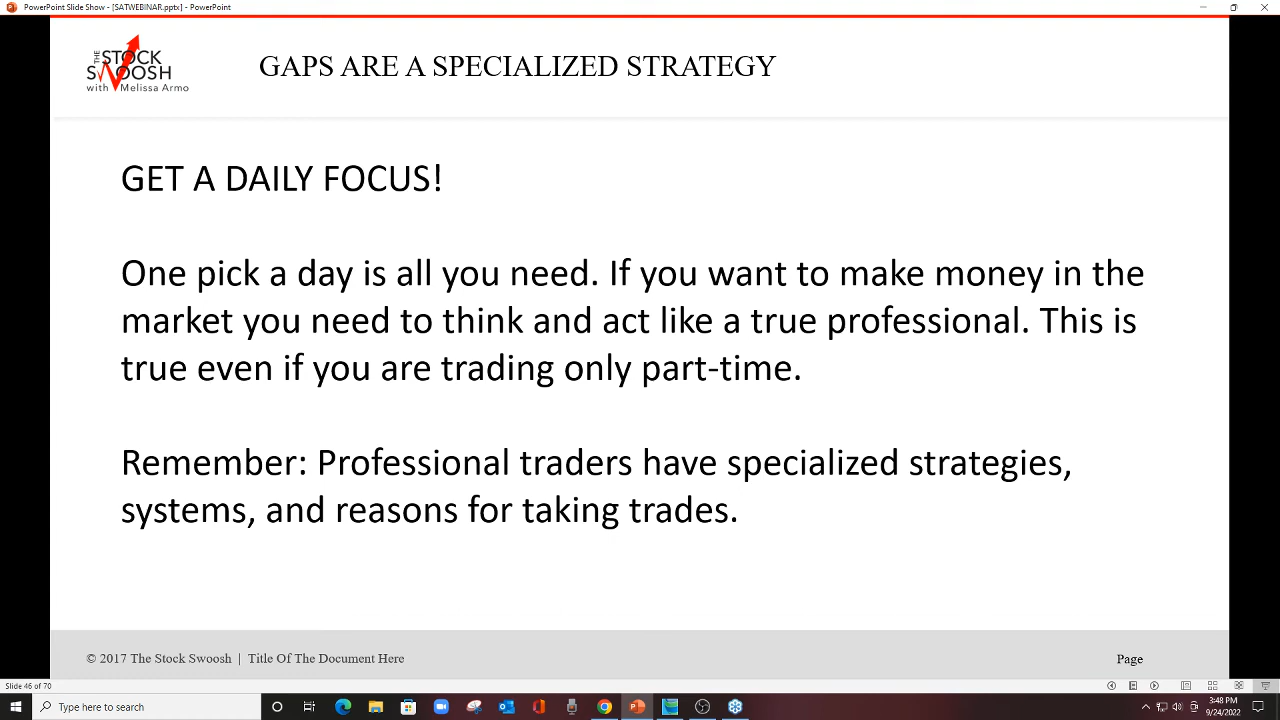 PowerPoint Slide Show - [SATWEBINAR.pptx] - PowerPoint
THE STOCK
SWOOSH
with Melissa Armo
GAPS ARE A SPECIALIZED STRATEGY
GET A DAILY FOCUS!
One pick a day is all you need. If you want to make money in the
market you need to think and act like a true professional. This is
true even if you are trading only part-time.
Remember: Professional traders have specialized strategies,
systems, and reasons for taking trades.
© 2017 The Stock Swoosh | Title Of The Document Here
Page
Slide 46 of 70
Type here to search
3:48 PM
9/24/2022